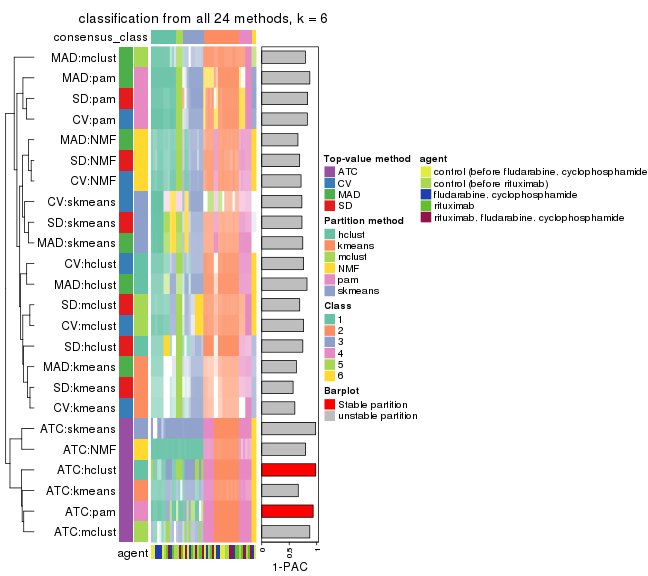 classification from all 24 methods, k = 6
consensus_class
MAD:mclust
MAD:pam
SD:pam
CV:pam
MAD:NMF
SD:NMF
CV:NMF
CV:skmeans
SD:skmeans
MAD:skmeans
CV:hclust
MAD:hclust
SD:mclust
CV:mclust
SD:hclust
MAD:kmeans
SD:kmeans
CV:kmeans
ATC:skmeans
ATC:NMF
ATC:hclust
ATC:kmeans
ATC:pam
ATC:mclust
agent
0
0.5
1
1-PAC
Top-value method
ATC
CV
MAD
SD
Partition method
hclust
kmeans
mclust
NMF
pam
skmeans
Class
1
2
3
4
5
6
Barplot
Stable partition
unstable partition
agent
control (before fludarabine. cyclophosphamide
control (before rituximab)
fludarabine. cyclophosphamide
rituximab
rituximab. fludarabine. cyclophosphamide